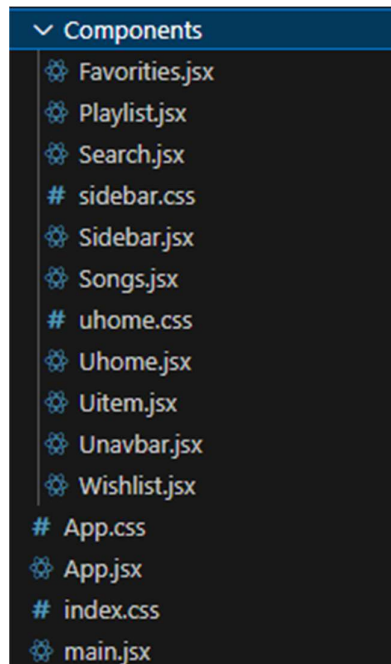 Components
Favorities.jsx
Playlist.jsx
Search.jsx
# sidebar.css
Sidebar.jsx
Songs.jsx
# uhome.css
Uhome.jsx
Uitem.jsx
Unavbar.jsx
Wishlist.jsx
# App.css
App.jsx
# index.css
main.jsx